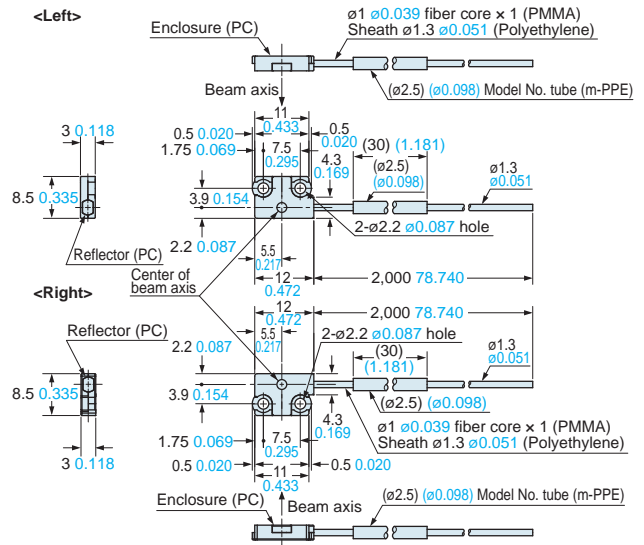 <Left>
ø1 ø0.039 fiber core × 1 (PMMA)
Enclosure (PC)
Sheath ø1.3 ø0.051 (Polyethylene)
(ø2.5) (ø0.098) Model No. tube (m-PPE)
Beam axis
11
0.433
3 0.118
0.5 0.020
0.5
0.020
1.75 0.069
7.5
0.295
4.3
0.169
(30) (1.181)
(ø2.5)
(ø0.098)
ø1.3
ø0.051
8.5 0.335
3.9 0.154
2-ø2.2 ø0.087 hole
2.2 0.087
Reflector (PC)
5.5
0.217
Center of
beam axis
12
0.472
2,000 78.740
<Right>
12
0.472
2,000 78.740
Reflector (PC)
5.5
0.217
2-ø2.2 ø0.087 hole
2.2 0.087
(30)
(1.181)
ø1.3
ø0.051
8.5 0.335
3.9 0.154
(ø2.5) (ø0.098)
4.3
0.169
ø1 ø0.039 fiber core × 1 (PMMA)
Sheath ø1.3 ø0.051 (Polyethylene)
1.75 0.069
7.5
0.295
3 0.118
0.5 0.020
0.5 0.020
11
0.433
Enclosure (PC)
Beam axis
(ø2.5) (ø0.098) Model No. tube (m-PPE)